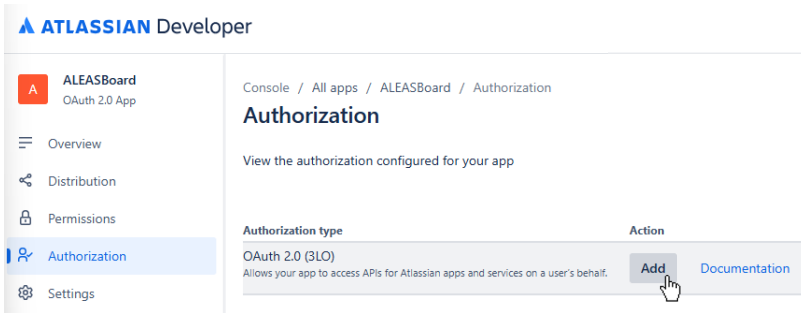 ATLASSIAN Developer
A
ALEASBoard
OAuth 2.0 App
Overview
Distribution
Permissions
Authorization
Settings
Console / All apps / ALEASBoard / Authorization
Authorization
View the authorization configured for your app
Authorization type Action
OAuth 2.0 (3LO)
Allows your app to access APIs for Atlassian apps and services on a user's behalf.
Add Documentation